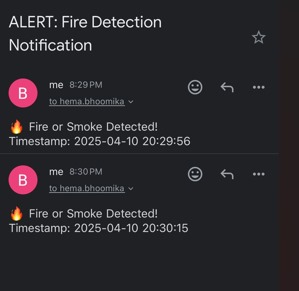 ALERT: Fire Detection
Notification
B
me 8:29 PM
to hema.bhoomika
🔥 Fire or Smoke Detected!
Timestamp: 2025-04-10 20:29:56
B
me 8:30 PM
to hema.bhoomika
🔥 Fire or Smoke Detected!
Timestamp: 2025-04-10 20:30:15